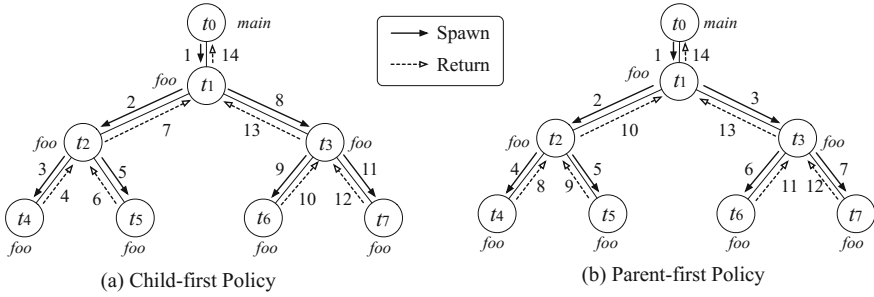 t0 main
1 14
foo t1
2 7 8 13
foo t2
t3 foo
3 4 5 6
9 10 11 12
t4 t5 t6 t7
foo foo foo foo
(a) Child-first Policy
Spawn
Return
t0 main
1 14
foo t1
2 10 3 13
foo t2
t3 foo
4 8 9 5
6 11 12 7
t4 t5 t6 t7
foo foo foo foo
(b) Parent-first Policy